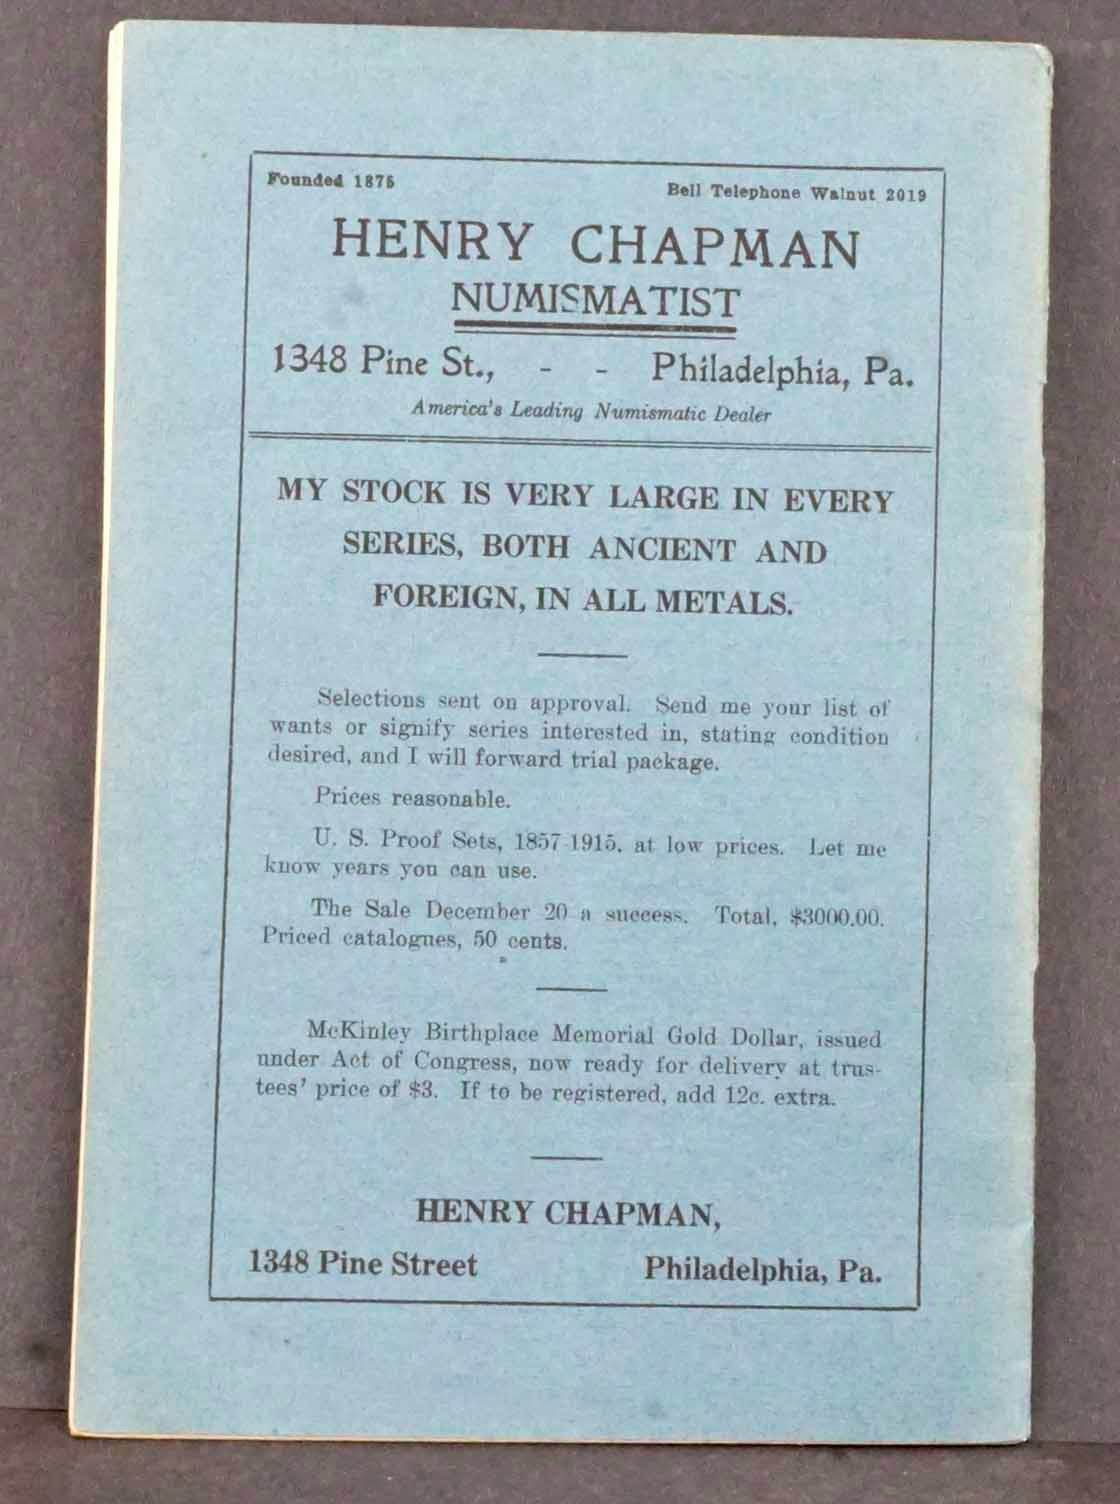 Founded 1876 Bell Telephone Walnut 2019
HENRY CHAPMAN
NUMISMATIST
1348 Pine St., - - Philadelphia, Pa.
America's Leading Numismatic Dealer
MY STOCK IS VERY LARGE IN EVERY
SERIES, BOTH ANCIENT AND
FOREIGN, IN ALL METALS.
Selections sent on approval. Send me your list of
wants or signify series interested in, stating condition
desired, and I will forward trial package.
Prices reasonable.
U. S. Proof Sets, 1857-1915, at low prices. Let me
know years you can use.
The Sale December 20 a success. Total, $3000.00.
Priced catalogues, 50 cents.
McKinley Birthplace Memorial Gold Dollar, issued
under Act of Congress, now ready for delivery at trus-
tees' price of $3. If to be registered, add 12c. extra.
HENRY CHAPMAN,
1348 Pine Street Philadelphia, Pa.